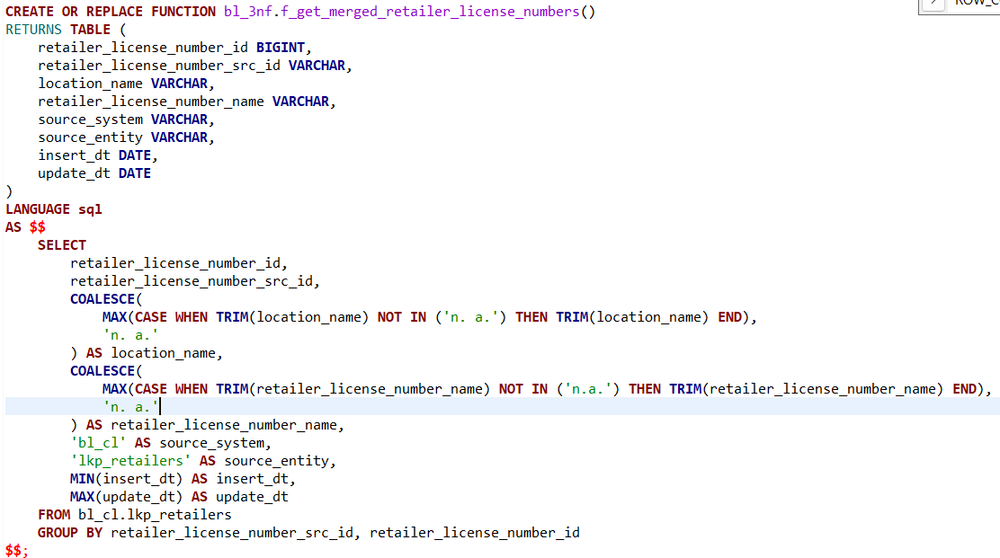 CREATE OR REPLACE FUNCTION bl_3nf.f_get_merged_retailer_license_numbers()
RETURNS TABLE (
    retailer_license_number_id BIGINT,
    retailer_license_number_src_id VARCHAR,
    location_name VARCHAR,
    retailer_license_number_name VARCHAR,
    source_system VARCHAR,
    source_entity VARCHAR,
    insert_dt DATE,
    update_dt DATE
)
LANGUAGE sql
AS $$
    SELECT
        retailer_license_number_id,
        retailer_license_number_src_id,
        COALESCE(
            MAX(CASE WHEN TRIM(location_name) NOT IN ('n. a.') THEN TRIM(location_name) END),
            'n. a.'
        ) AS location_name,
        COALESCE(
            MAX(CASE WHEN TRIM(retailer_license_number_name) NOT IN ('n.a.') THEN TRIM(retailer_license_number_name) END),
            'n. a.'
        ) AS retailer_license_number_name,
        'bl_cl' AS source_system,
        'lkp_retailers' AS source_entity,
        MIN(insert_dt) AS insert_dt,
        MAX(update_dt) AS update_dt
    FROM bl_cl.lkp_retailers
    GROUP BY retailer_license_number_src_id, retailer_license_number_id
$$;